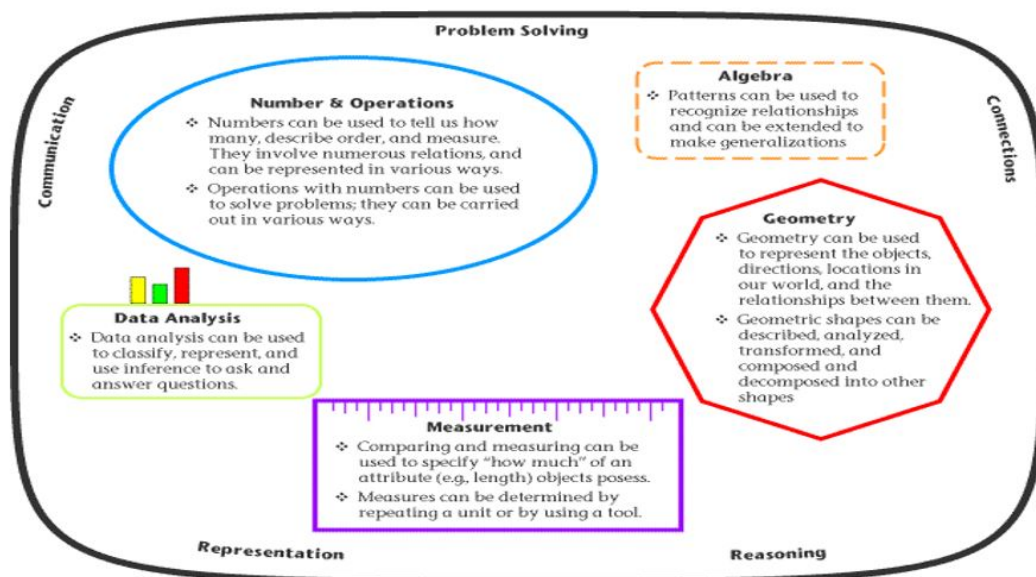 Problem Solving
Communication
Connections
Number & Operations
❖ Numbers can be used to tell us how
many, describe order, and measure.
They involve numerous relations, and
can be represented in various ways.
❖ Operations with numbers can be used
to solve problems; they can be carried
out in various ways.
Algebra
❖ Patterns can be used to
recognize relationships
and can be extended to
make generalizations
Geometry
❖ Geometry can be used
to represent the objects,
directions, locations in
our world, and the
relationships between them.
❖ Geometric shapes can be
described, analyzed,
transformed, and
composed and
decomposed into other
shapes
Data Analysis
❖ Data analysis can be used
to classify, represent, and
use inference to ask and
answer questions.
Measurement
❖ Comparing and measuring can be
used to specify “how much” of an
attribute (e.g., length) objects posess.
❖ Measures can be determined by
repeating a unit or by using a tool.
Representation
Reasoning